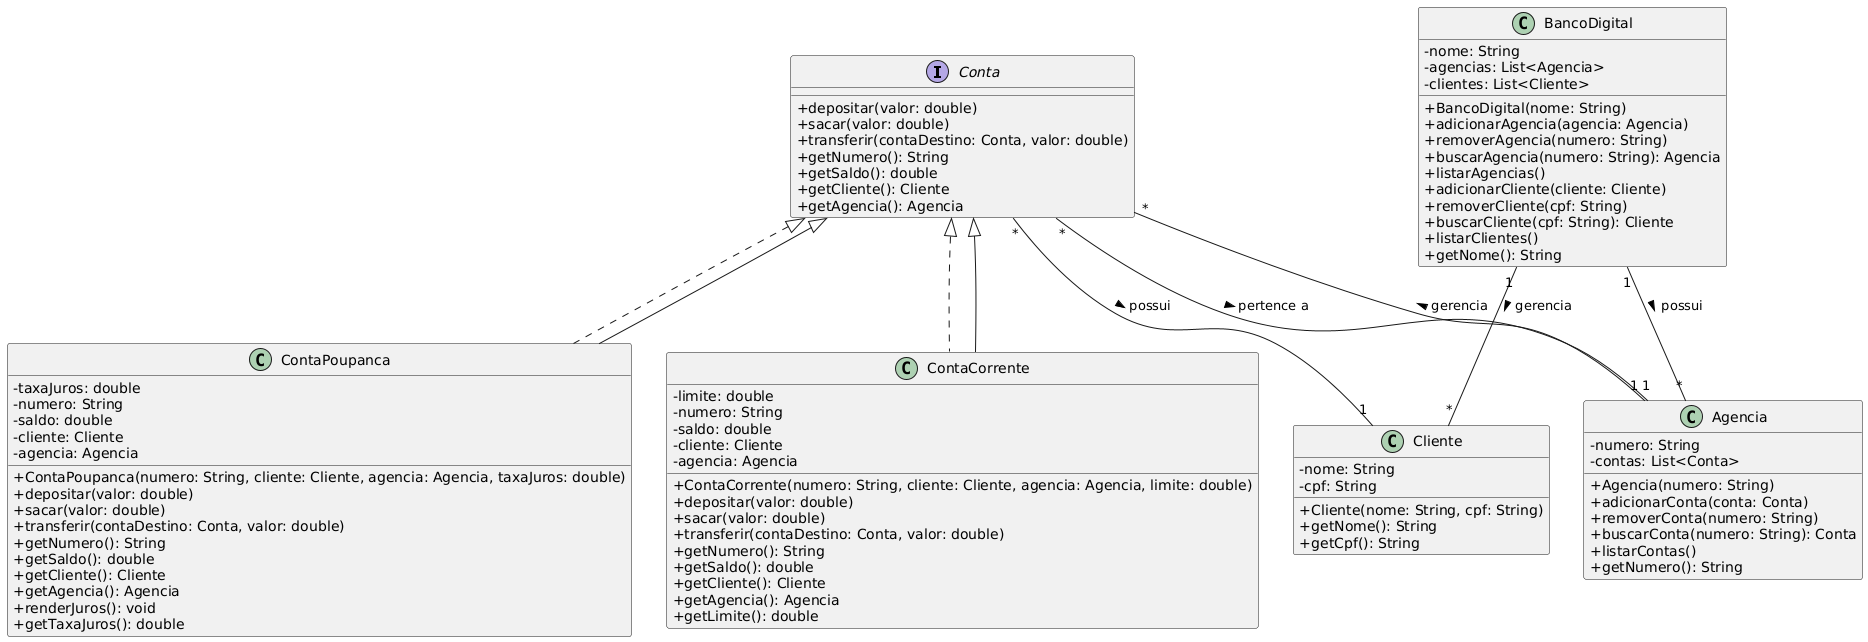 I Conta
+depositar(valor: double)
+sacar(valor: double)
+transferir(contaDestino: Conta, valor: double)
+getNumero(): String
+getSaldo(): double
+getCliente(): Cliente
+getAgencia(): Agencia
C BancoDigital
-nome: String
-agencias: List<Agencia>
-clientes: List<Cliente>
+BancoDigital(nome: String)
+adicionarAgencia(agencia: Agencia)
+removerAgencia(numero: String)
+buscarAgencia(numero: String): Agencia
+listarAgencias()
+adicionarCliente(cliente: Cliente)
+removerCliente(cpf: String)
+buscarCliente(cpf: String): Cliente
+listarClientes()
+getNome(): String
*
*
*
1
1
possui
pertence a
gerencia
gerencia
possui
1
*
1
1
*
C ContaPoupanca
-taxaJuros: double
-numero: String
-saldo: double
-cliente: Cliente
-agencia: Agencia
+ContaPoupanca(numero: String, cliente: Cliente, agencia: Agencia, taxaJuros: double)
+depositar(valor: double)
+sacar(valor: double)
+transferir(contaDestino: Conta, valor: double)
+getNumero(): String
+getSaldo(): double
+getCliente(): Cliente
+getAgencia(): Agencia
+renderJuros(): void
+getTaxaJuros(): double
C ContaCorrente
-limite: double
-numero: String
-saldo: double
-cliente: Cliente
-agencia: Agencia
+ContaCorrente(numero: String, cliente: Cliente, agencia: Agencia, limite: double)
+depositar(valor: double)
+sacar(valor: double)
+transferir(contaDestino: Conta, valor: double)
+getNumero(): String
+getSaldo(): double
+getCliente(): Cliente
+getAgencia(): Agencia
+getLimite(): double
C Cliente
-nome: String
-cpf: String
+Cliente(nome: String, cpf: String)
+getNome(): String
+getCpf(): String
C Agencia
-numero: String
-contas: List<Conta>
+Agencia(numero: String)
+adicionarConta(conta: Conta)
+removerConta(numero: String)
+buscarConta(numero: String): Conta
+listarContas()
+getNumero(): String